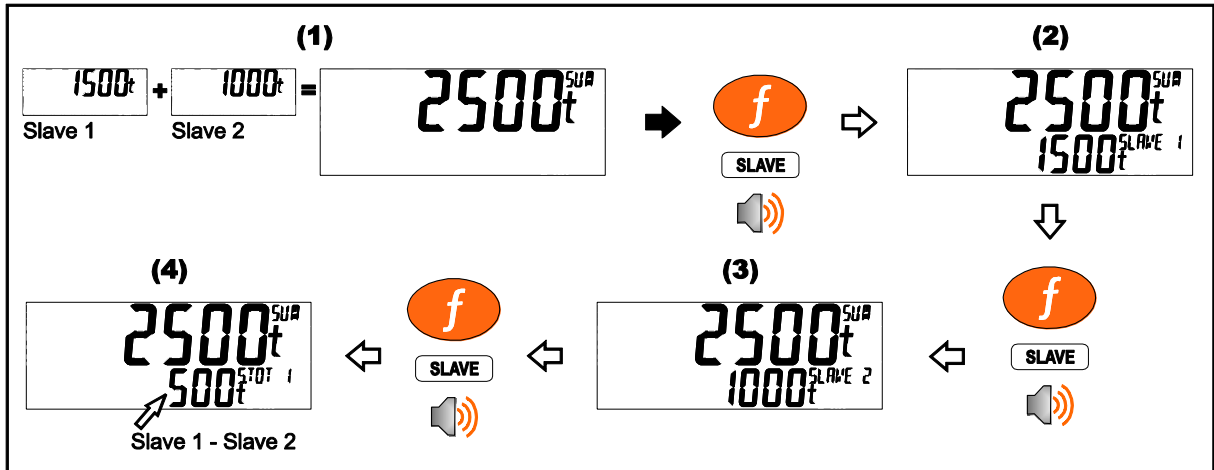 (1)
1500t + 1000t = 2500t SUM
Slave 1 Slave 2
f
SLAVE
(2)
2500t SUM
1500t SLAVE 1
f
SLAVE
(3)
2500t SUM
1000t SLAVE 2
f
SLAVE
(4)
2500t SUM
500t STOT 1
Slave 1 - Slave 2